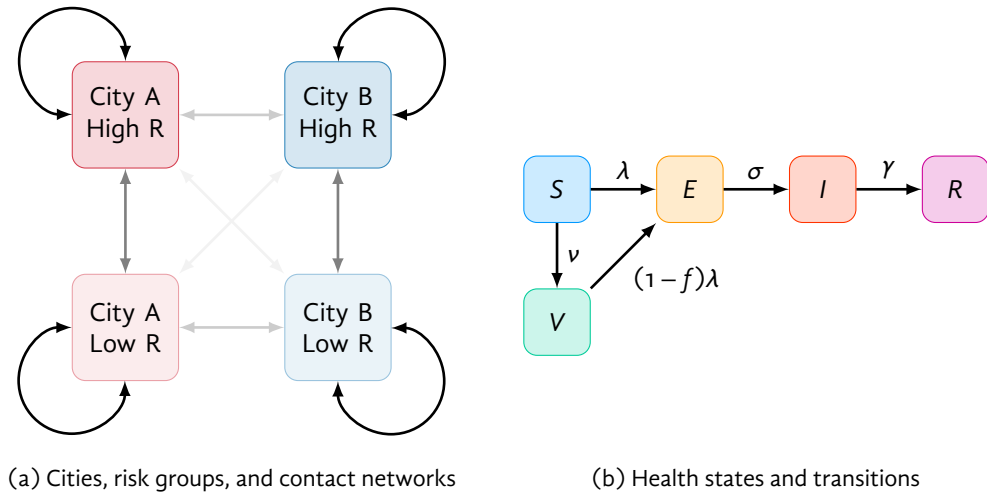 City A
High R
City B
High R
City A
Low R
City B
Low R
(a) Cities, risk groups, and contact networks
S
λ
E
σ
I
γ
R
ν
(1 – f)λ
V
(b) Health states and transitions